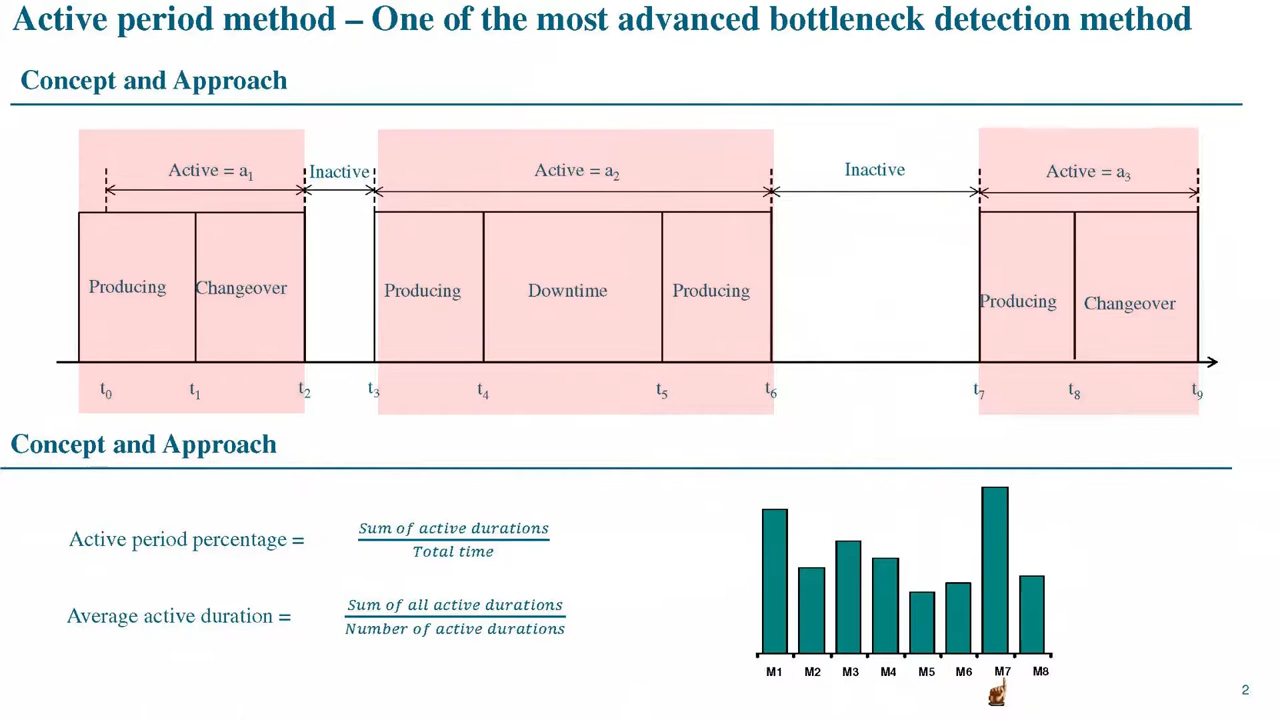 Active period method – One of the most advanced bottleneck detection method
Concept and Approach
Active = a1
Inactive
Active = a2
Inactive
Active = a3
Producing
Changeover
Producing
Downtime
Producing
Producing
Changeover
t0
t1
t2
t3
t4
t5
t6
t7
t8
t9
Concept and Approach
Active period percentage =
Sum of active durations
Total time
Average active duration =
Sum of all active durations
Number of active durations
M1 M2 M3 M4 M5 M6 M7 M8
2